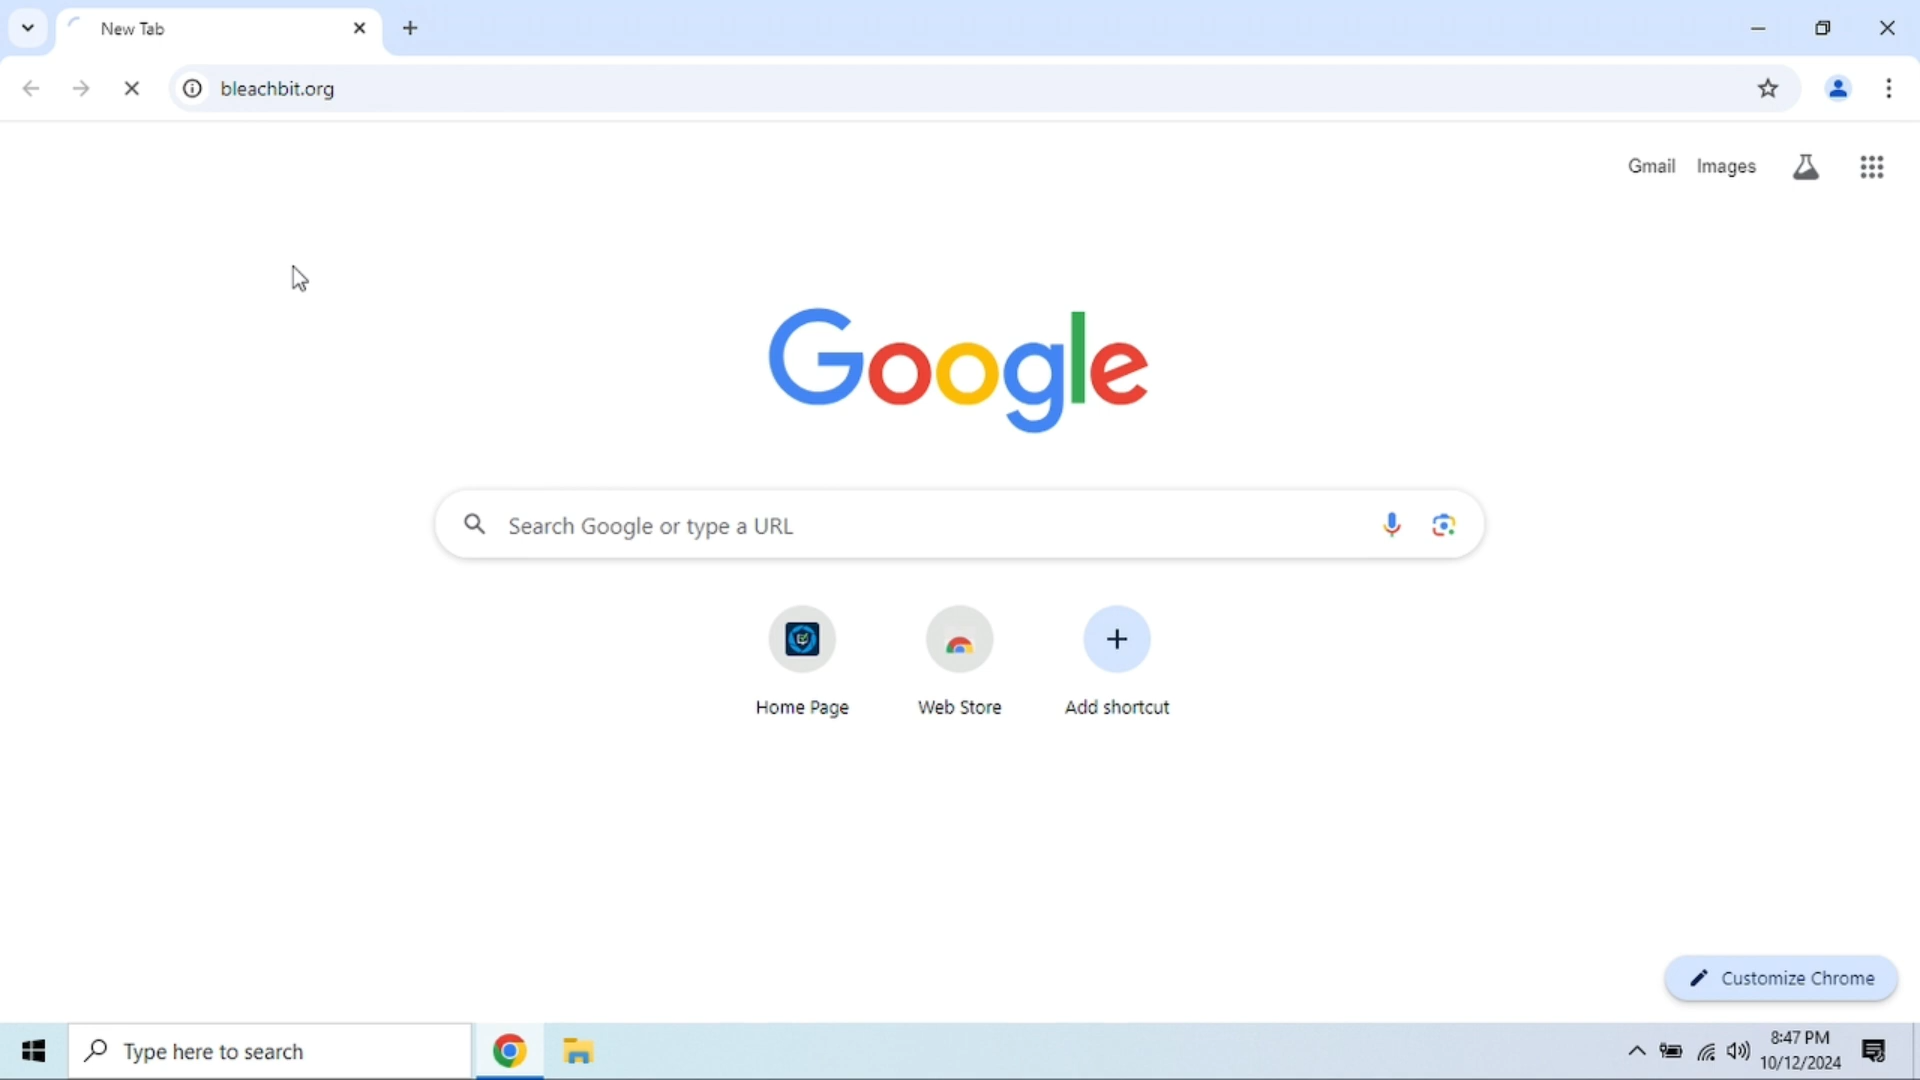 New Tab
bleachbit.org
Gmail Images
Google
Search Google or type a URL
Home Page Web Store Add shortcut
Customize Chrome
Type here to search
8:47 PM
10/12/2024